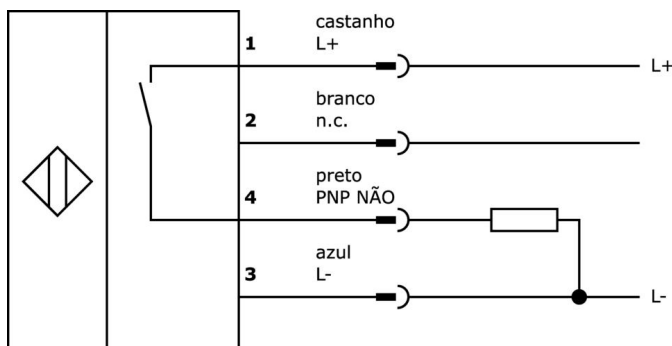 castanho
1 L+ L+
branco
2 n.c.
preto
4 PNP NÃO
azul
3 L- L-